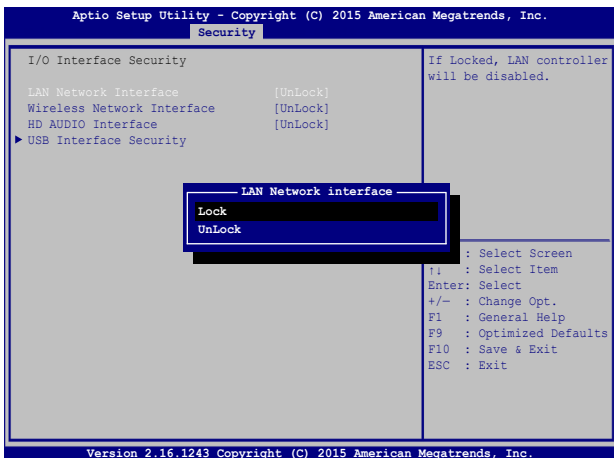 Aptio Setup Utility - Copyright (C) 2015 American Megatrends, Inc.
Security
I/O Interface Security
LAN Network Interface [UnLock]
Wireless Network Interface [UnLock]
HD AUDIO Interface [UnLock]
USB Interface Security
If Locked, LAN controller
will be disabled.
LAN Network interface
Lock
UnLock
: Select Screen
↑↓ : Select Item
Enter: Select
+/— : Change Opt.
F1 : General Help
F9 : Optimized Defaults
F10 : Save & Exit
ESC : Exit
Version 2.16.1243 Copyright (C) 2015 American Megatrends, Inc.